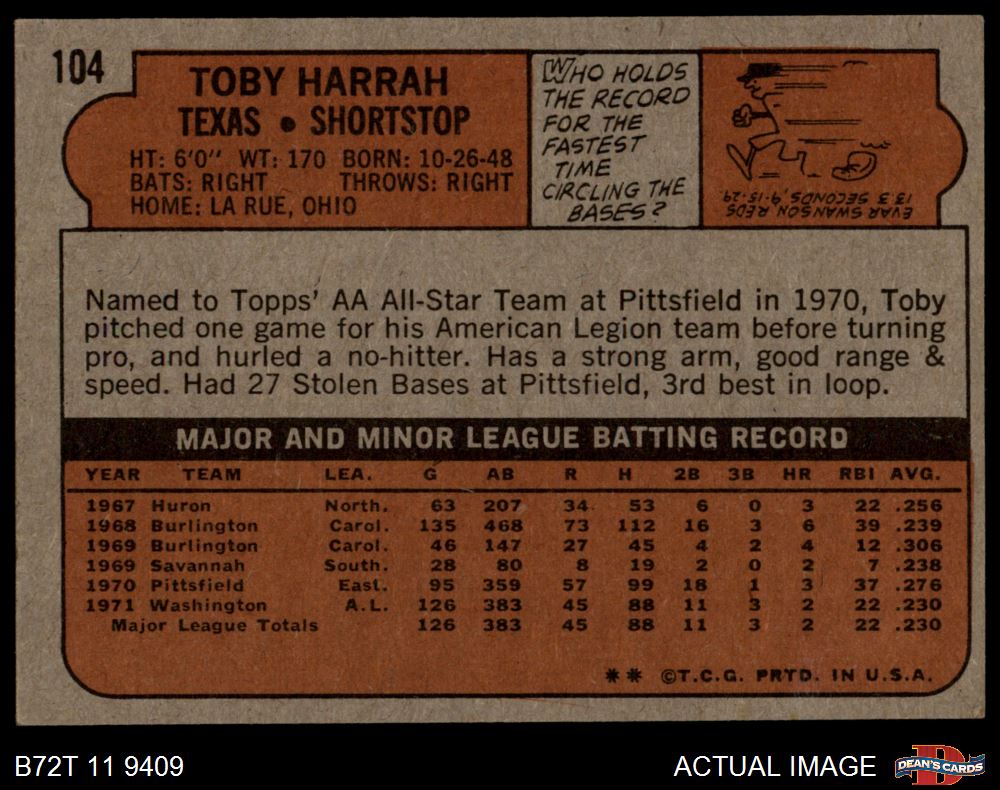 104
TOBY HARRAH
TEXAS • SHORTSTOP
HT: 6'0" WT: 170 BORN: 10-26-48
BATS: RIGHT THROWS: RIGHT
HOME: LA RUE, OHIO
WHO HOLDS
THE RECORD
FOR THE
FASTEST
TIME
CIRCLING THE
BASES?
EVAR SWANSON REDS
13.3 SECONDS, 9-15-29
Named to Topps' AA All-Star Team at Pittsfield in 1970, Toby
pitched one game for his American Legion team before turning
pro, and hurled a no-hitter. Has a strong arm, good range &
speed. Had 27 Stolen Bases at Pittsfield, 3rd best in loop.
MAJOR AND MINOR LEAGUE BATTING RECORD
YEAR TEAM LEA. G AB R H 2B 3B HR RBI AVG.
1967 Huron North. 63 207 34 53 6 0 3 22 .256
1968 Burlington Carol. 135 468 73 112 16 3 6 39 .239
1969 Burlington Carol. 46 147 27 45 4 2 4 12 .306
1969 Savannah South. 28 80 8 19 2 0 2 7 .238
1970 Pittsfield East. 95 359 57 99 18 1 3 37 .276
1971 Washington A.L. 126 383 45 88 11 3 2 22 .230
Major League Totals 126 383 45 88 11 3 2 22 .230
** ©T.C.G. PRTD. IN U.S.A.
B72T 11 9409
ACTUAL IMAGE
D
DEAN'S CARDS